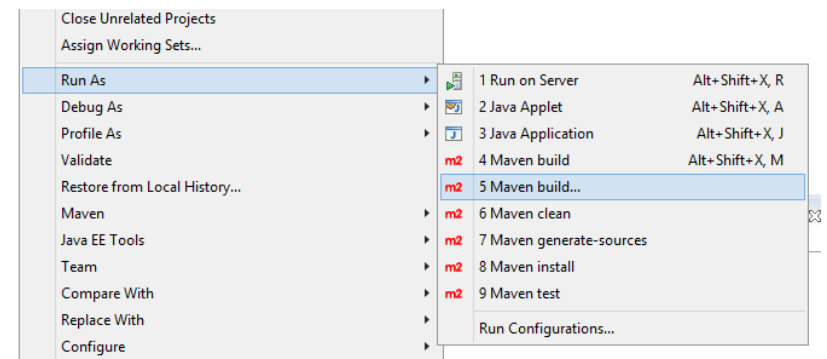 Close Unrelated Projects
Assign Working Sets...
Run As
Debug As
Profile As
Validate
Restore from Local History...
Maven
Java EE Tools
Team
Compare With
Replace With
Configure
1 Run on Server Alt+Shift+X, R
2 Java Applet Alt+Shift+X, A
3 Java Application Alt+Shift+X, J
m2 4 Maven build Alt+Shift+X, M
m2 5 Maven build...
m2 6 Maven clean
m2 7 Maven generate-sources
m2 8 Maven install
m2 9 Maven test
Run Configurations...